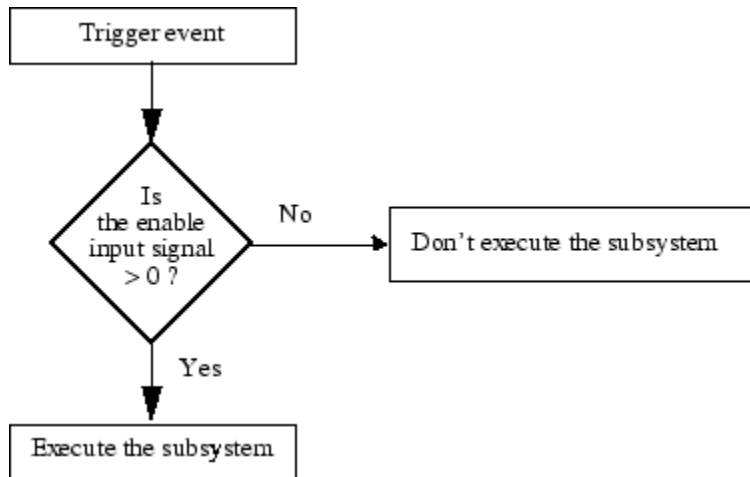 Trigger event
Is
the enable
input signal
> 0 ?
No
Don’t execute the subsystem
Yes
Execute the subsystem